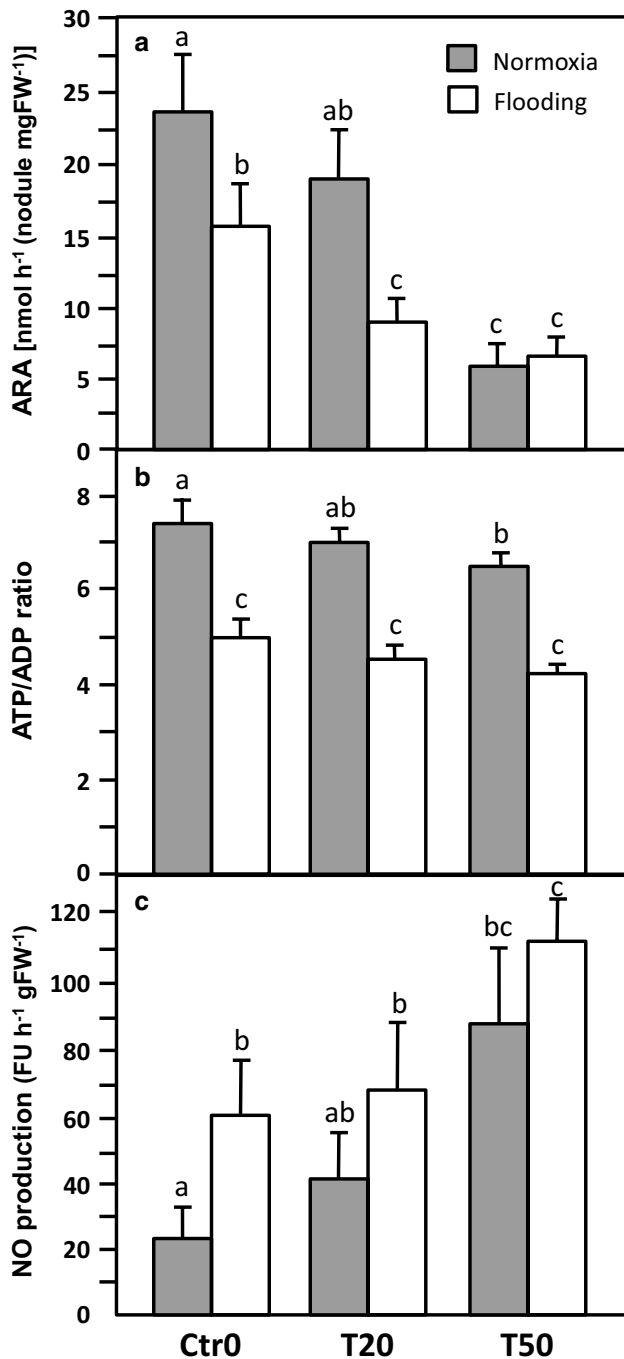 a
Normoxia
Flooding
30
25
20
15
10
5
0
ARA [nmol h⁻¹ (nodule mgFW⁻¹)]
a
b
ab
c
c
c
b
8
6
4
2
0
ATP/ADP ratio
a
c
ab
c
b
c
c
120
100
80
60
40
20
0
NO production (FU h⁻¹ gFW⁻¹)
a
b
ab
b
bc
c
Ctr0 T20 T50